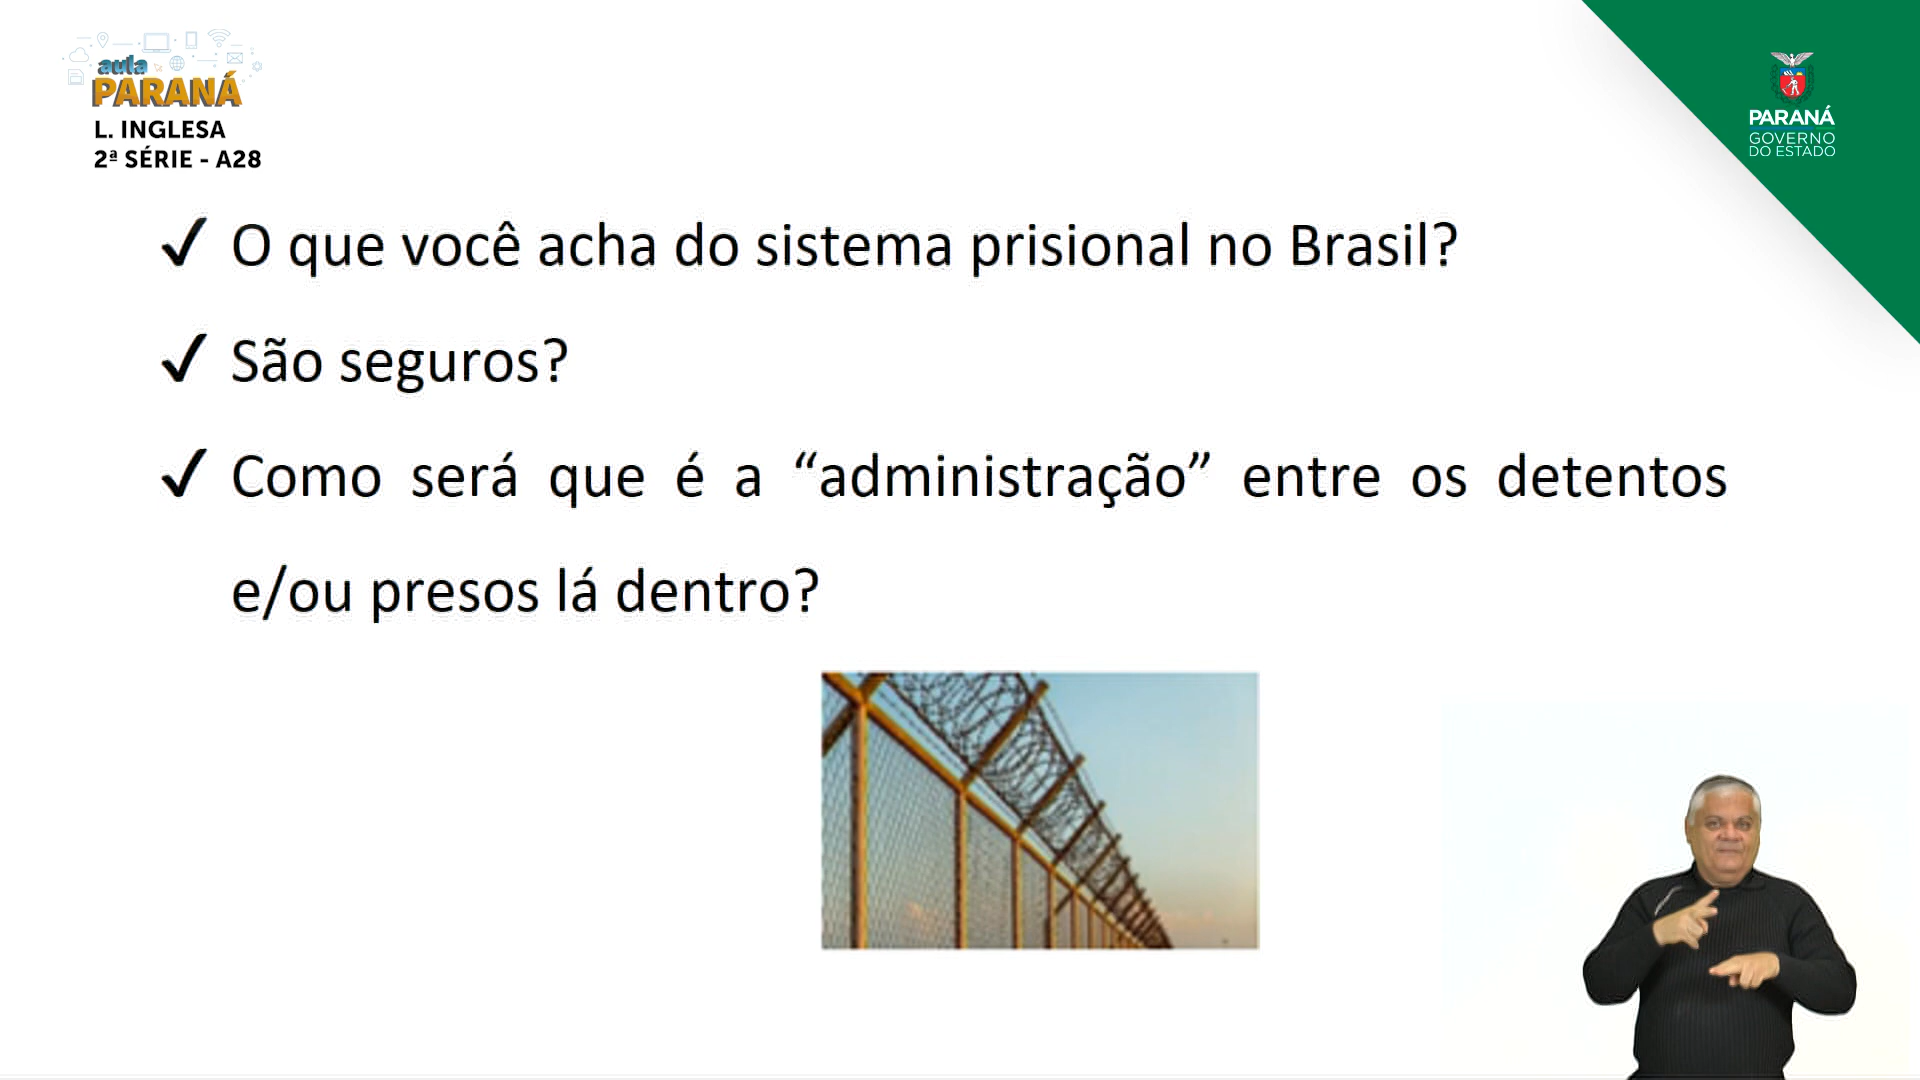 aula
PARANÁ
L. INGLESA
2ª SÉRIE - A28
PARANÁ
GOVERNO
DO ESTADO
✓ O que você acha do sistema prisional no Brasil?
✓ São seguros?
✓ Como será que é a “administração” entre os detentos
e/ou presos lá dentro?